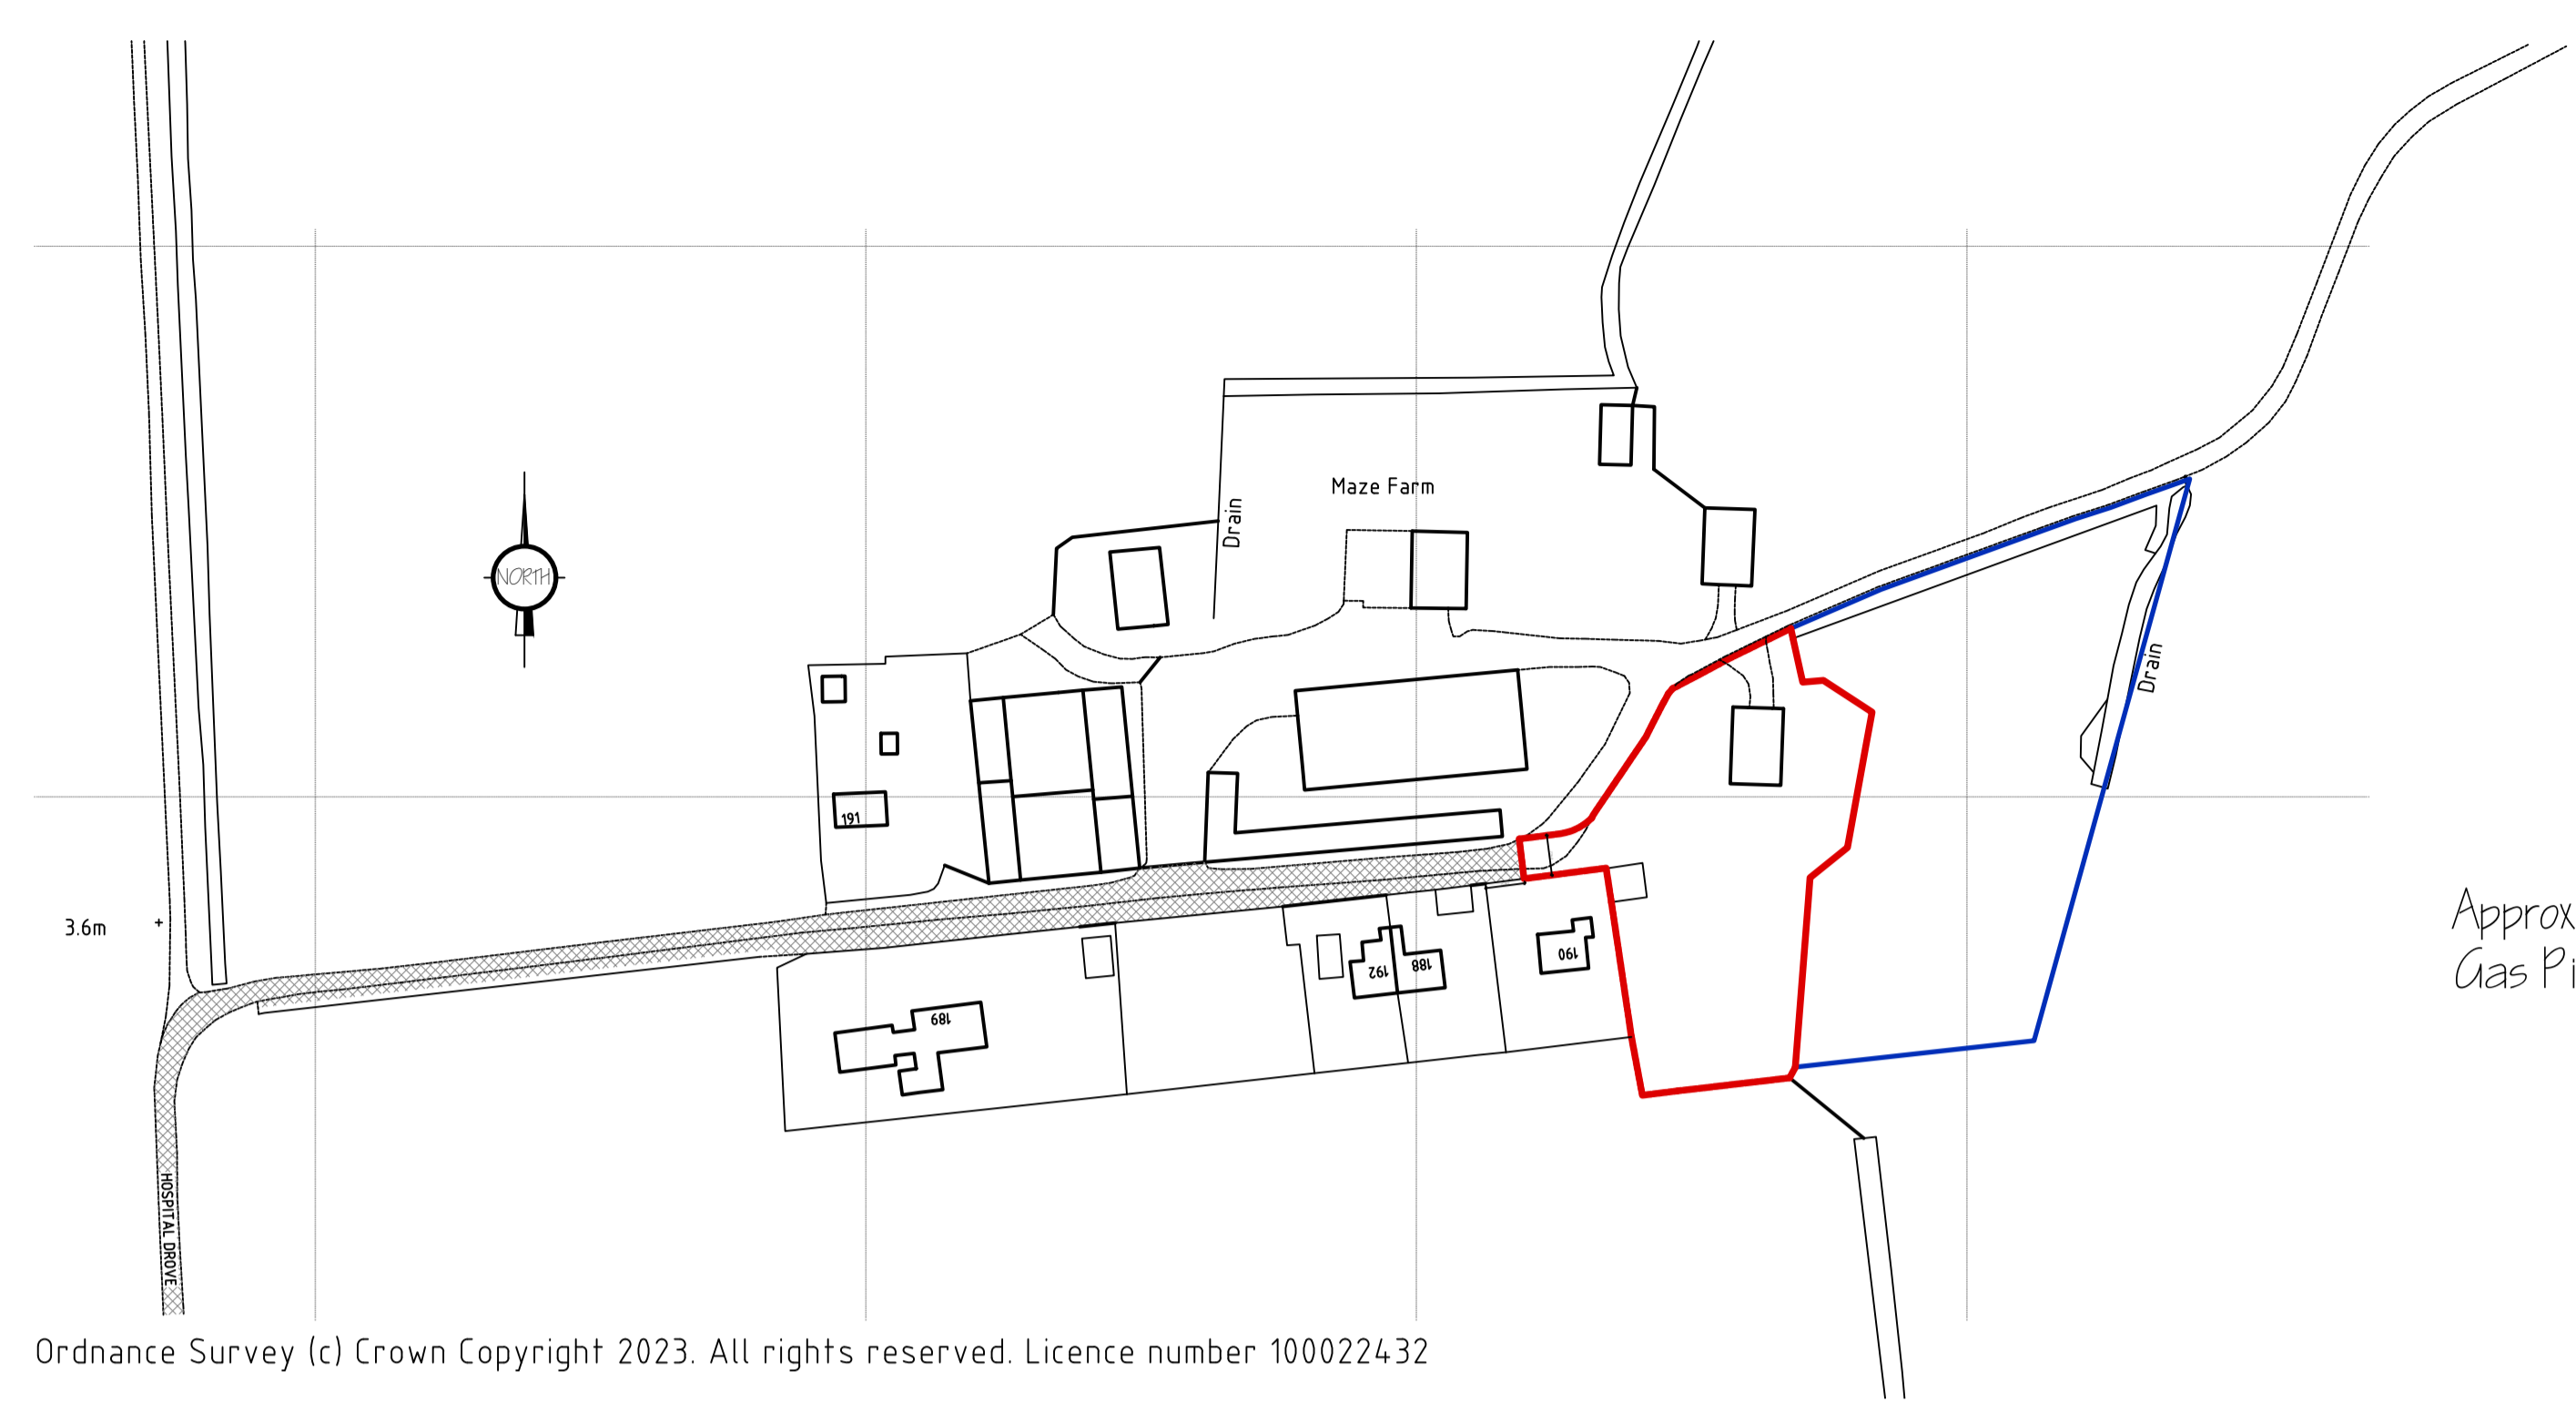 Maze Farm
Drain
NORTH
Drain
191
3.6m
Approx
Gas Pi
192
188
190
189
HOSPITAL DROVE
Ordnance Survey (c) Crown Copyright 2023. All rights reserved. Licence number 100022432